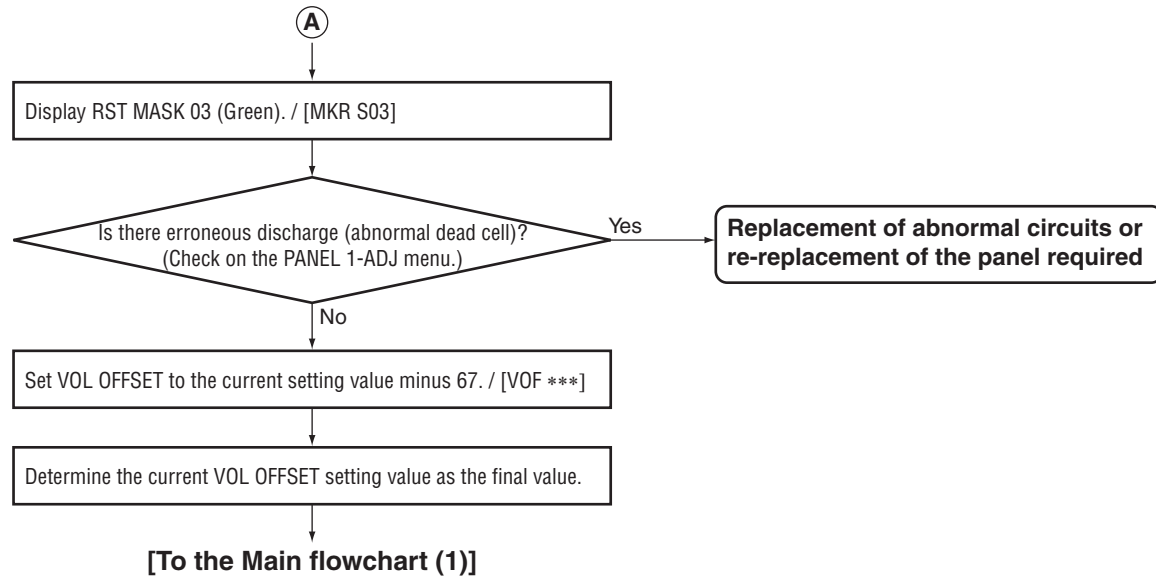 A
Display RST MASK 03 (Green). / [MKR S03]
Is there erroneous discharge (abnormal dead cell)?
(Check on the PANEL 1-ADJ menu.)
Yes
Replacement of abnormal circuits or
re-replacement of the panel required
No
Set VOL OFFSET to the current setting value minus 67. / [VOF ***]
Determine the current VOL OFFSET setting value as the final value.
[To the Main flowchart (1)]